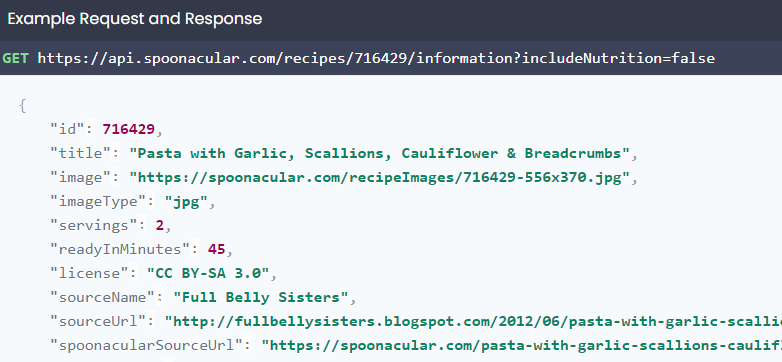 Example Request and Response
GET https://api.spoonacular.com/recipes/716429/information?includeNutrition=false
{
"id": 716429,
"title": "Pasta with Garlic, Scallions, Cauliflower & Breadcrumbs",
"image": "https://spoonacular.com/recipeImages/716429-556x370.jpg",
"imageType": "jpg",
"servings": 2,
"readyInMinutes": 45,
"license": "CC BY-SA 3.0",
"sourceName": "Full Belly Sisters",
"sourceUrl": "http://fullbellysisters.blogspot.com/2012/06/pasta-with-garlic-scallic
"spoonacularSourceUrl": "https://spoonacular.com/pasta-with-garlic-scallions-caulif